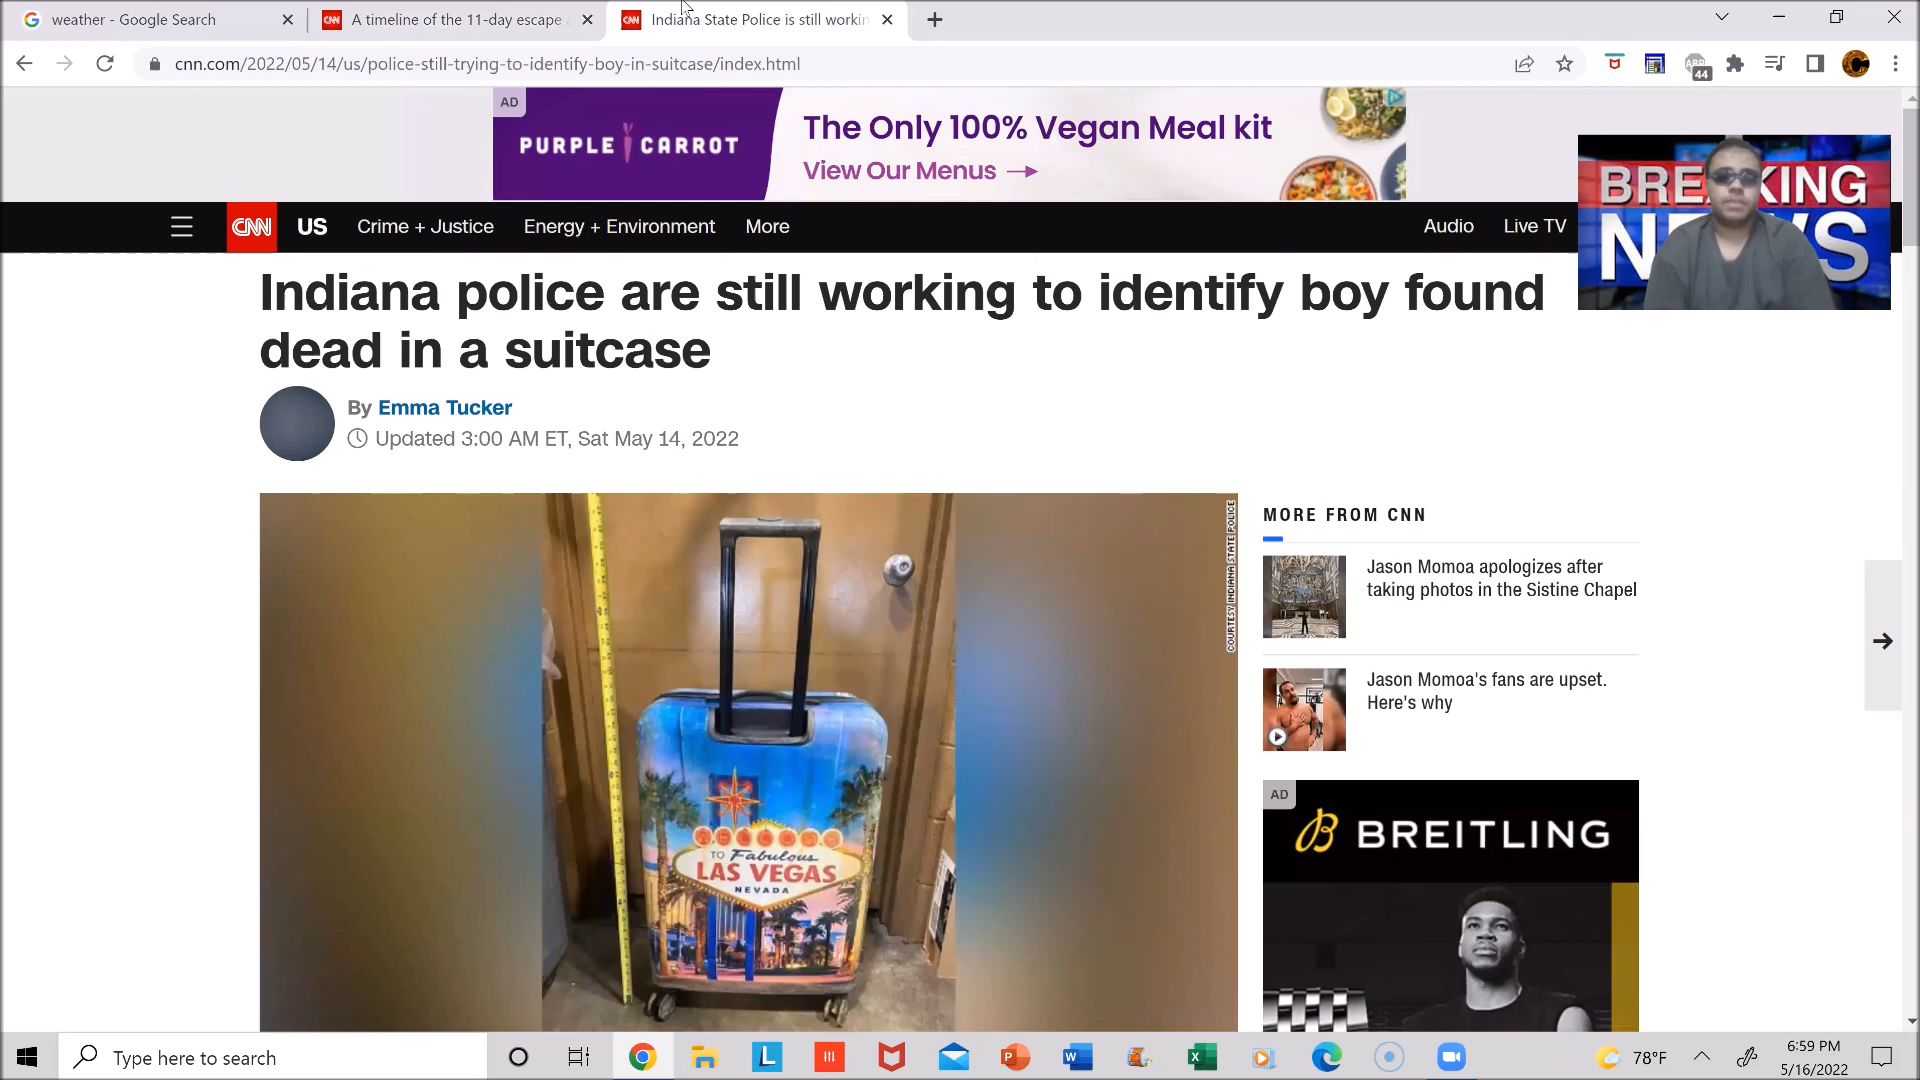 weather - Google Search
A timeline of the 11-day escape
Indiana State Police is still workin
cnn.com/2022/05/14/us/police-still-trying-to-identify-boy-in-suitcase/index.html
44
AD
PURPLE CARROT
The Only 100% Vegan Meal kit
View Our Menus
BREAKING
NEWS
CNN
US
Crime + Justice
Energy + Environment
More
Audio
Live TV
Indiana police are still working to identify boy found
dead in a suitcase
By Emma Tucker
Updated 3:00 AM ET, Sat May 14, 2022
COURTESY INDIANA STATE POLICE
WELCOME
TO Fabulous
LAS VEGAS
NEVADA
MORE FROM CNN
Jason Momoa apologizes after
taking photos in the Sistine Chapel
Jason Momoa's fans are upset.
Here's why
AD
BREITLING
Type here to search
78°F
6:59 PM
5/16/2022